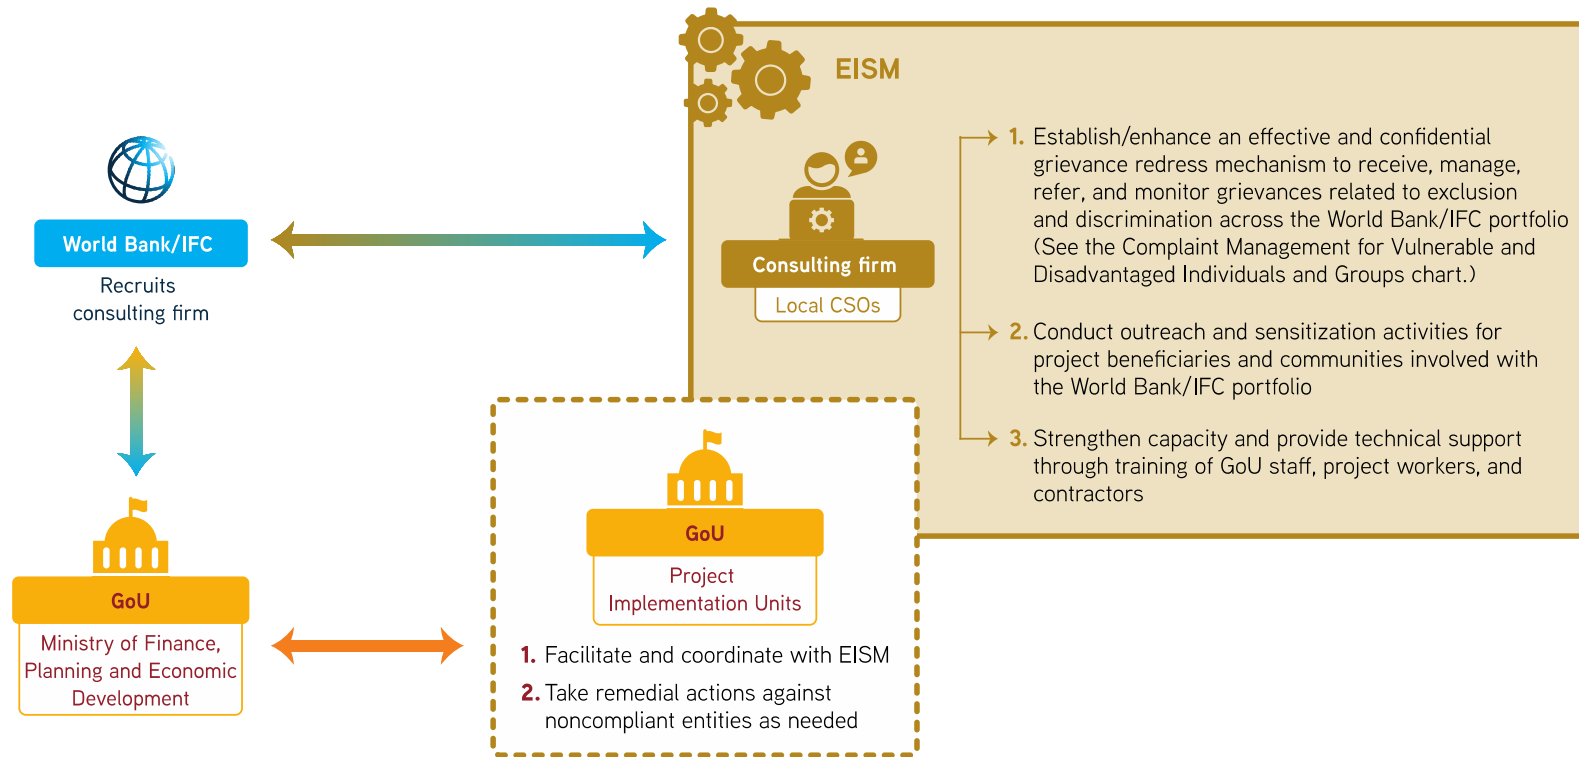 EISM
1. Establish/enhance an effective and confidential
grievance redress mechanism to receive, manage,
refer, and monitor grievances related to exclusion
and discrimination across the World Bank/IFC portfolio
(See the Complaint Management for Vulnerable and
Disadvantaged Individuals and Groups chart.)
World Bank/IFC
Recruits
consulting firm
Consulting firm
Local CSOs
2. Conduct outreach and sensitization activities for
project beneficiaries and communities involved with
the World Bank/IFC portfolio
3. Strengthen capacity and provide technical support
through training of GoU staff, project workers, and
contractors
GoU
Project
Implementation Units
1. Facilitate and coordinate with EISM
2. Take remedial actions against
noncompliant entities as needed
GoU
Ministry of Finance,
Planning and Economic
Development